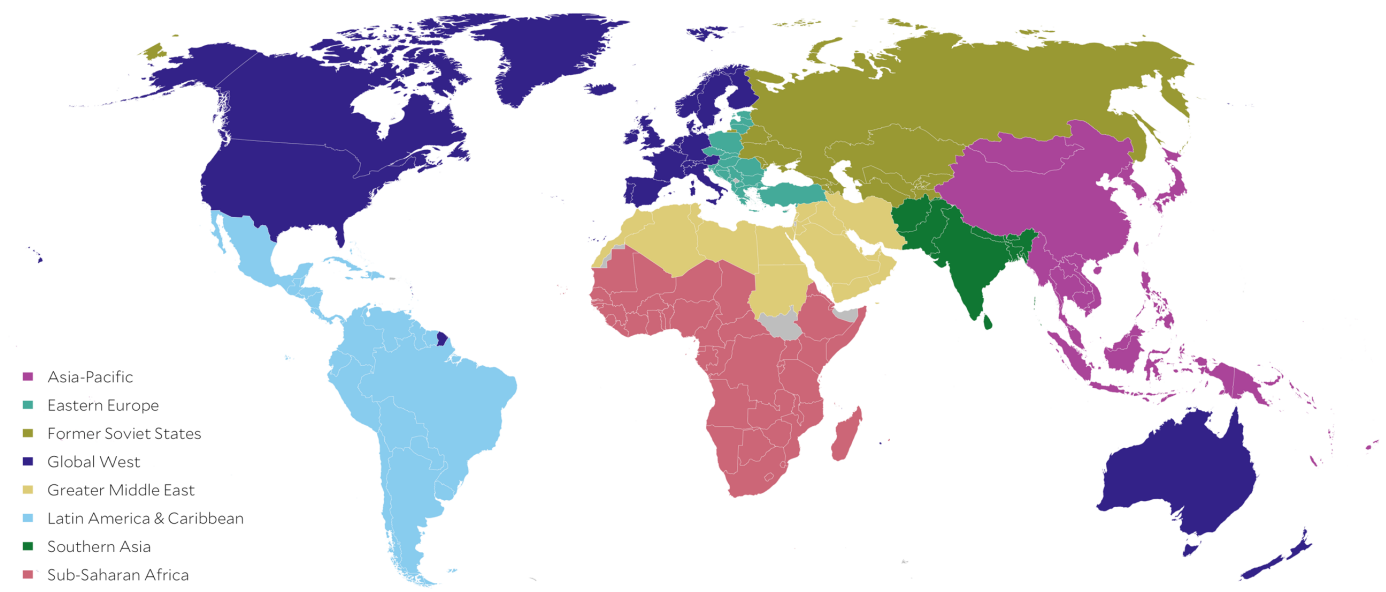 Asia-Pacific
Eastern Europe
Former Soviet States
Global West
Greater Middle East
Latin America & Caribbean
Southern Asia
Sub-Saharan Africa